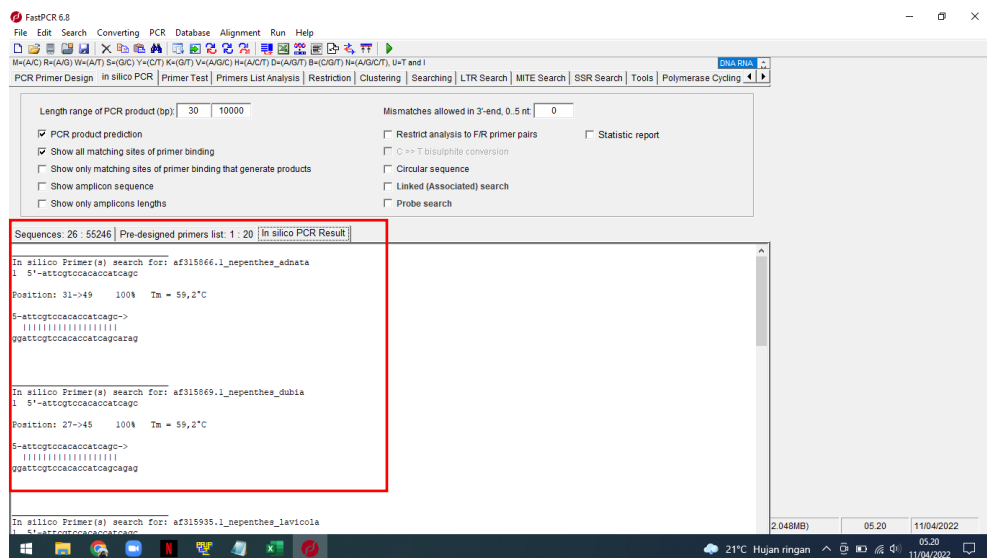 FastPCR 6.8
File Edit Search Converting PCR Database Alignment Run Help
M=(A/C) R=(A/G) W=(A/T) S=(G/C) Y=(C/T) K=(G/T) V=(A/G/C) H=(A/C/T) D=(A/G/T) B=(C/G/T) N=(A/G/C/T), U=T and I
DNA RNA
PCR Primer Design in silico PCR Primer Test Primers List Analysis Restriction Clustering Searching LTR Search MITE Search SSR Search Tools Polymerase Cycling
Length range of PCR product (bp): 30 10000 Mismatches allowed in 3'-end, 0..5 nt: 0
PCR product prediction Restrict analysis to F/R primer pairs Statistic report
Show all matching sites of primer binding C >> T bisulphite conversion
Show only matching sites of primer binding that generate products Circular sequence
Show amplicon sequence Linked (Associated) search
Show only amplicons lengths Probe search
Sequences: 26 : 55246 Pre-designed primers list: 1 : 20 In silico PCR Result
In silico Primer(s) search for: af315866.1_nepenthes_adnata
1 5'-attcgtccacaccatcagc
Position: 31->49 100% Tm = 59,2°C
5-attcgtccacaccatcagc->
|||||||||||||||||||
ggattcgtccacaccatcagcarag
In silico Primer(s) search for: af315869.1_nepenthes_dubia
1 5'-attcgtccacaccatcagc
Position: 27->45 100% Tm = 59,2°C
5-attcgtccacaccatcagc->
|||||||||||||||||||
ggattcgtccacaccatcagcagag
In silico Primer(s) search for: af315935.1_nepenthes_lavicola
1 5'-attcgtccacaccatcagc
2.048MB) 05.20 11/04/2022
N
21°C Hujan ringan
05.20
11/04/2022